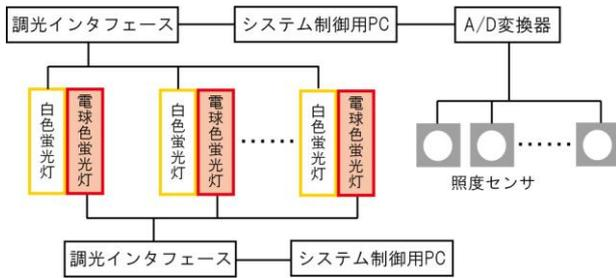 調光インタフェース
システム制御用PC
A/D変換器
白色蛍光灯
電球色蛍光灯
白色蛍光灯
電球色蛍光灯
白色蛍光灯
電球色蛍光灯
照度センサ
調光インタフェース
システム制御用PC